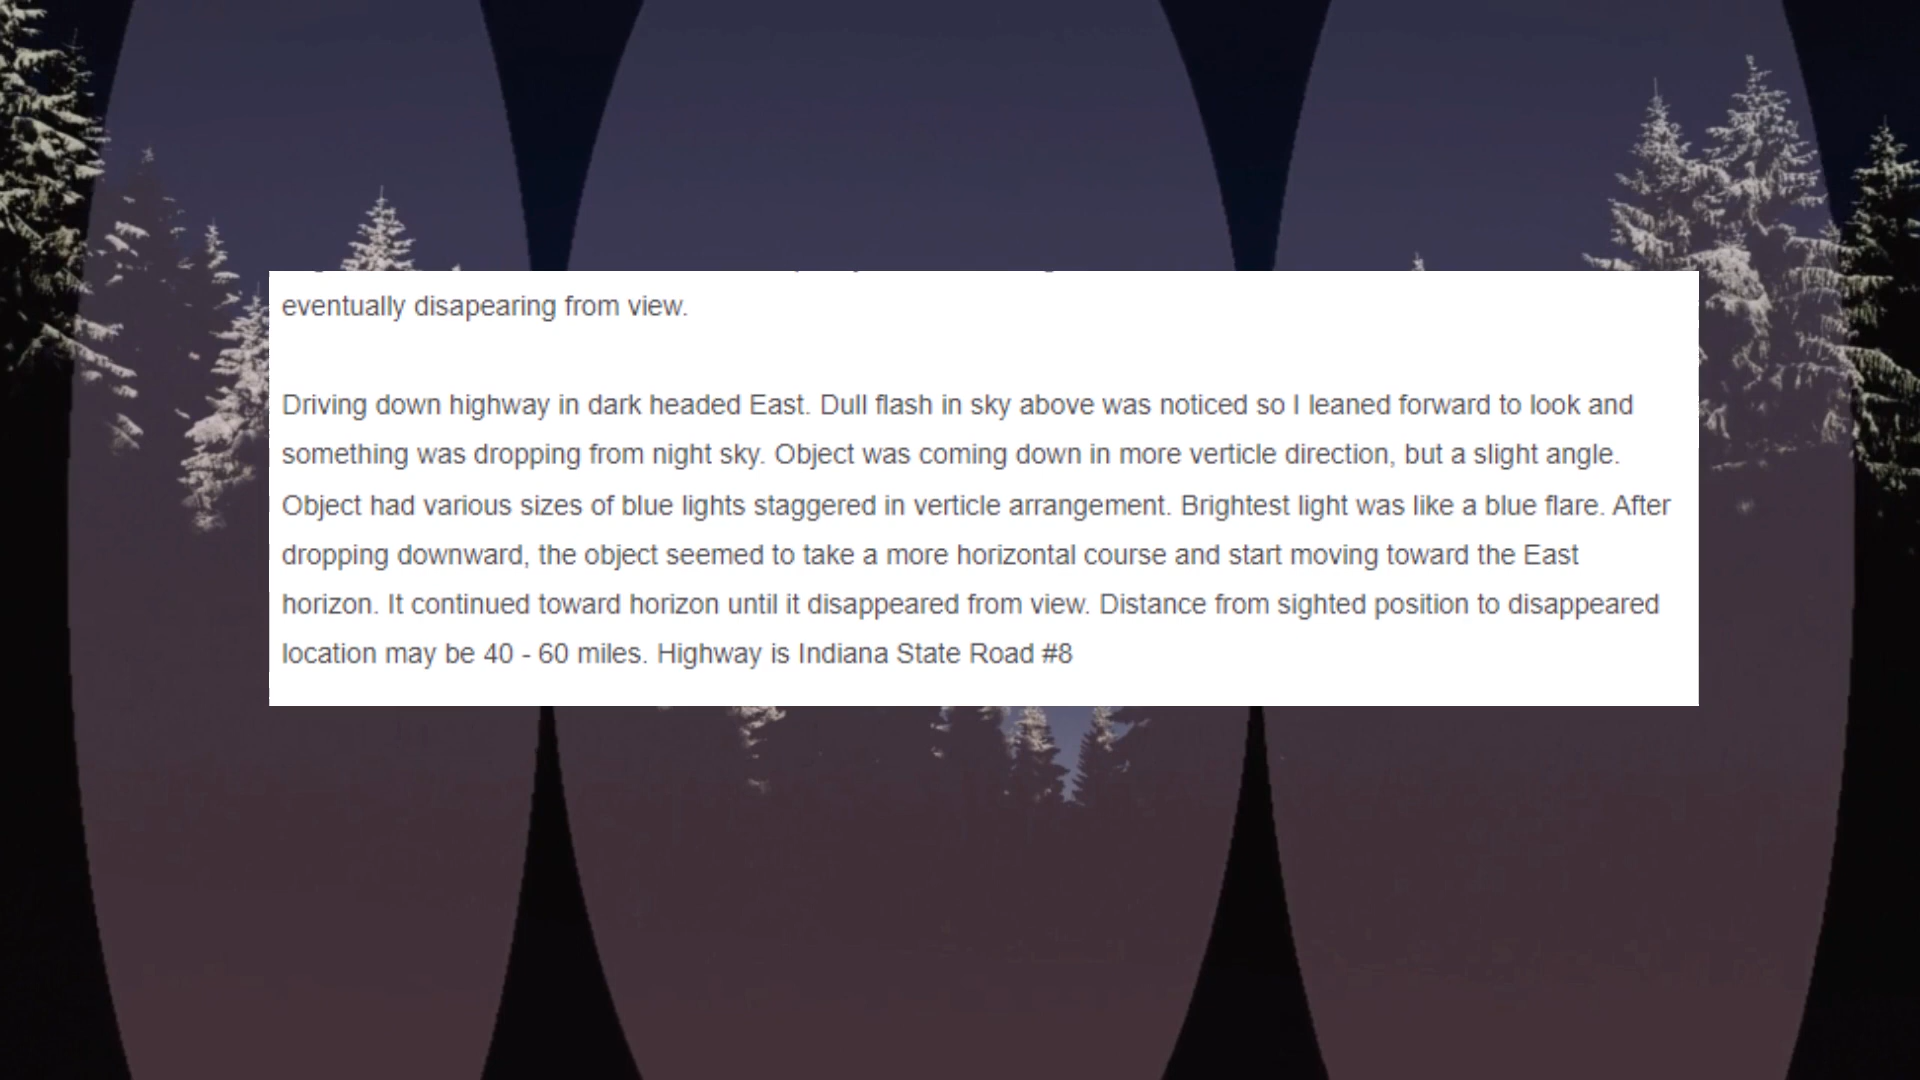 eventually disapearing from view.
Driving down highway in dark headed East. Dull flash in sky above was noticed so I leaned forward to look and
something was dropping from night sky. Object was coming down in more verticle direction, but a slight angle.
Object had various sizes of blue lights staggered in verticle arrangement. Brightest light was like a blue flare. After
dropping downward, the object seemed to take a more horizontal course and start moving toward the East
horizon. It continued toward horizon until it disappeared from view. Distance from sighted position to disappeared
location may be 40 - 60 miles. Highway is Indiana State Road #8